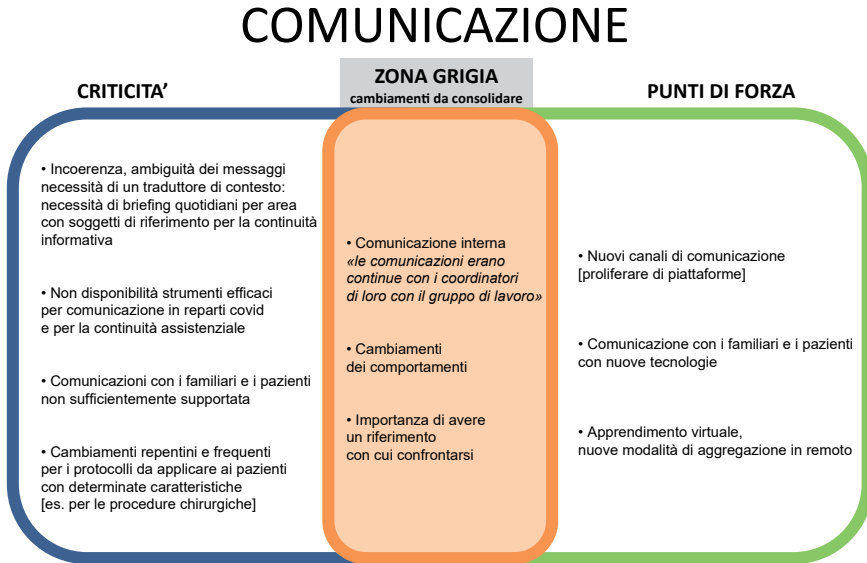 COMUNICAZIONE
CRITICITA’
ZONA GRIGIA
cambiamenti da consolidare
PUNTI DI FORZA
• Incoerenza, ambiguità dei messaggi
necessità di un traduttore di contesto:
necessità di briefing quotidiani per area
con soggetti di riferimento per la continuità
informativa
• Non disponibilità strumenti efficaci
per comunicazione in reparti covid
e per la continuità assistenziale
• Comunicazioni con i familiari e i pazienti
non sufficientemente supportata
• Cambiamenti repentini e frequenti
per i protocolli da applicare ai pazienti
con determinate caratteristiche
[es. per le procedure chirurgiche]
• Comunicazione interna
«le comunicazioni erano
continue con i coordinatori
di loro con il gruppo di lavoro»
• Cambiamenti
dei comportamenti
• Importanza di avere
un riferimento
con cui confrontarsi
• Nuovi canali di comunicazione
[proliferare di piattaforme]
• Comunicazione con i familiari e i pazienti
con nuove tecnologie
• Apprendimento virtuale,
nuove modalità di aggregazione in remoto